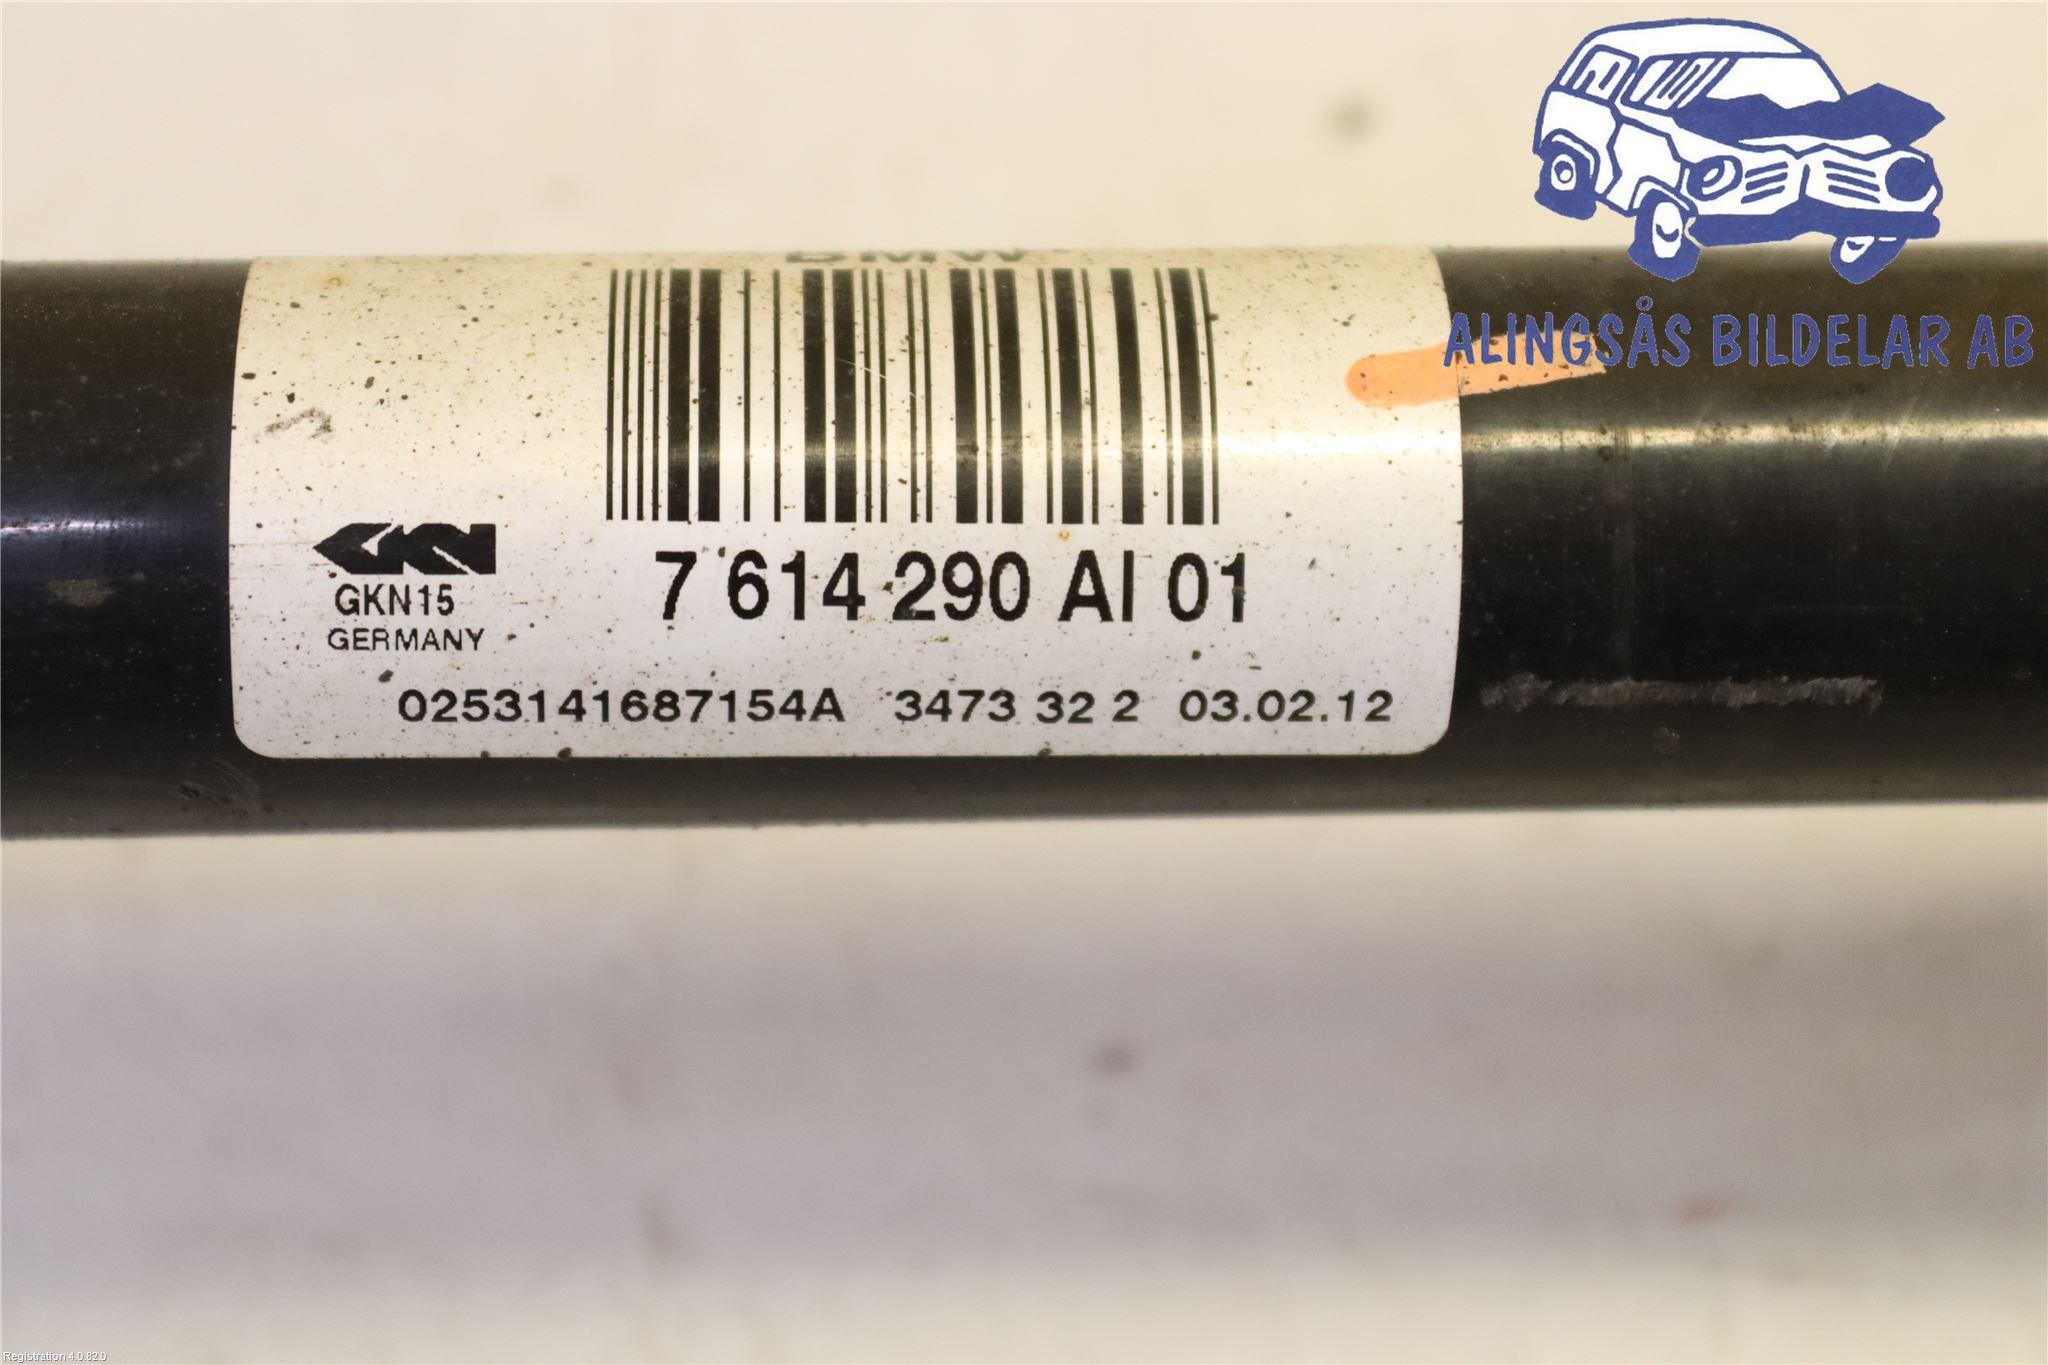 BMW
GKN
GKN15
GERMANY
7 614 290 AI 01
0253141687154A 3473 32 2 03.02.12
ALINGSÅS BILDELAR AB
Registration 4.0.82.0